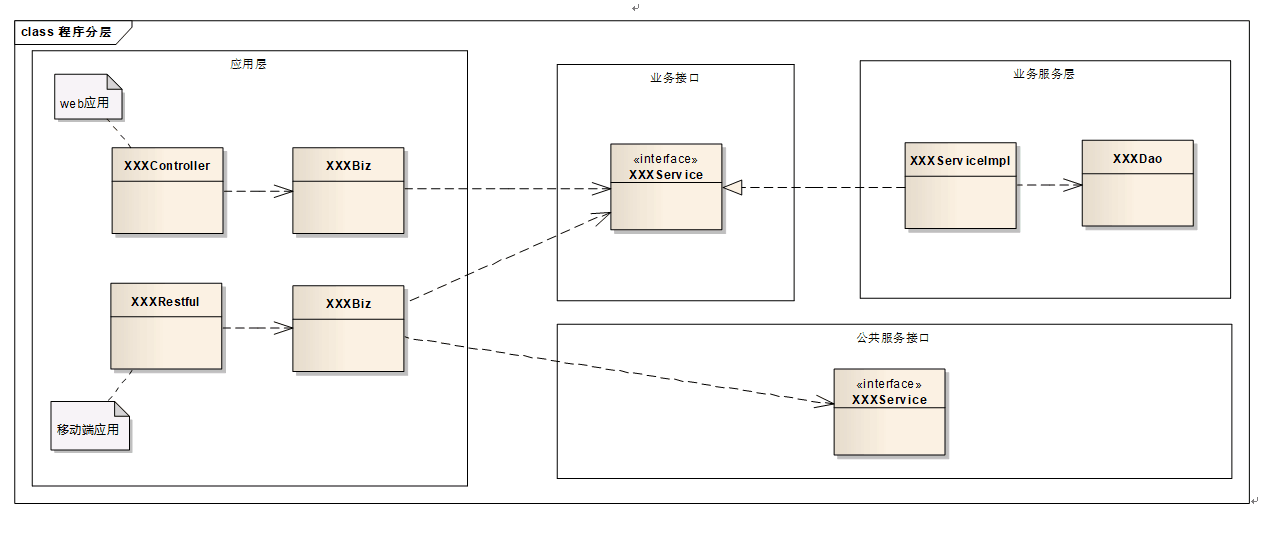 class 程序分层
应用层
web应用
XXXController
XXXBiz
XXXRestful
XXXBiz
移动端应用
业务接口
«interface»
XXXService
业务服务层
XXXServiceImpl
XXXDao
公共服务接口
«interface»
XXXService